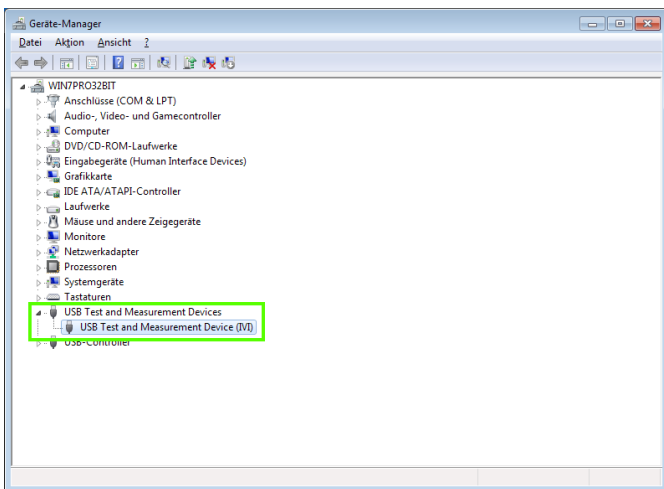 Geräte-Manager
Datei Aktion Ansicht ?
WIN7PRO32BIT
Anschlüsse (COM & LPT)
Audio-, Video- und Gamecontroller
Computer
DVD/CD-ROM-Laufwerke
Eingabegeräte (Human Interface Devices)
Grafikkarte
IDE ATA/ATAPI-Controller
Laufwerke
Mäuse und andere Zeigegeräte
Monitore
Netzwerkadapter
Prozessoren
Systemgeräte
Tastaturen
USB Test and Measurement Devices
USB Test and Measurement Device (IVI)
USB-Controller